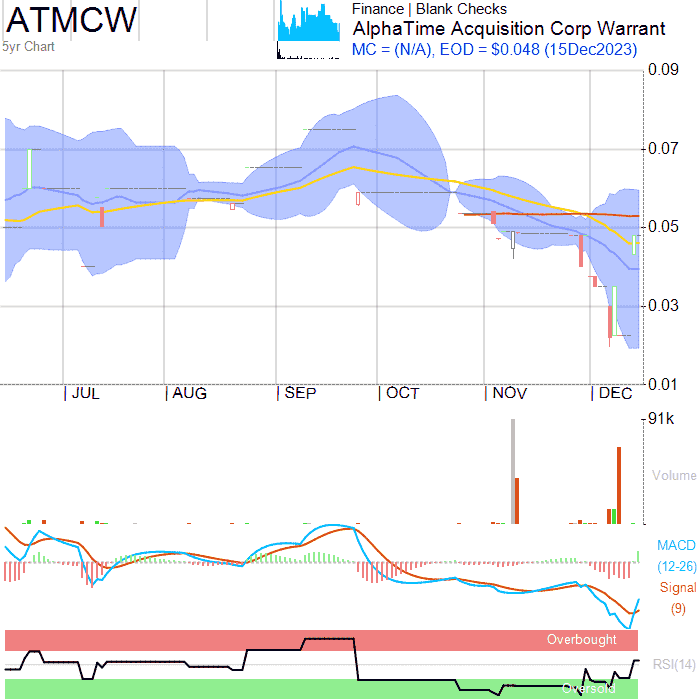 ATMCW
5yr Chart
Finance | Blank Checks
AlphaTime Acquisition Corp Warrant
MC = (N/A), EOD = $0.048 (15Dec2023)
0.09
0.07
0.05
0.03
0.01
JUL AUG SEP OCT NOV DEC
91k
Volume
MACD
(12-26)
Signal
(9)
Overbought
RSI(14)
Oversold